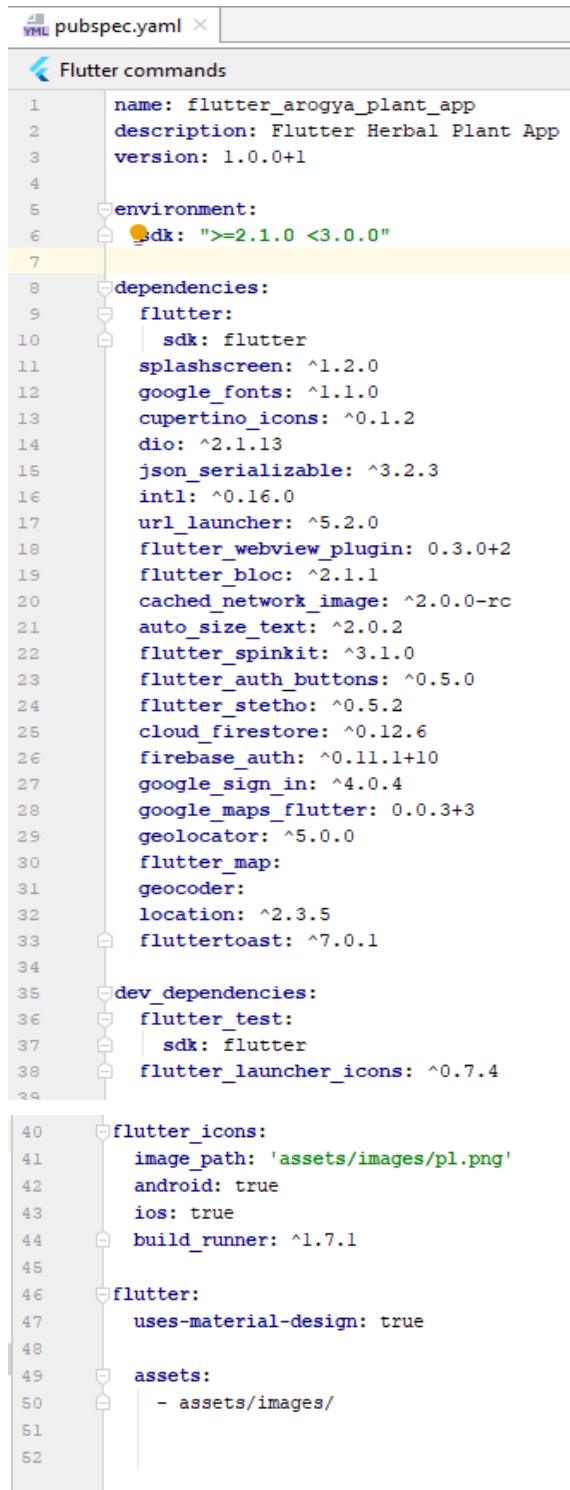 YML pubspec.yaml ×
Flutter commands
1 name: flutter_arogya_plant_app
2 description: Flutter Herbal Plant App
3 version: 1.0.0+1
4
5 environment:
6   sdk: ">=2.1.0 <3.0.0"
7
8 dependencies:
9   flutter:
10     sdk: flutter
11   splashscreen: ^1.2.0
12   google_fonts: ^1.1.0
13   cupertino_icons: ^0.1.2
14   dio: ^2.1.13
15   json_serializable: ^3.2.3
16   intl: ^0.16.0
17   url_launcher: ^5.2.0
18   flutter_webview_plugin: 0.3.0+2
19   flutter_bloc: ^2.1.1
20   cached_network_image: ^2.0.0-rc
21   auto_size_text: ^2.0.2
22   flutter_spinkit: ^3.1.0
23   flutter_auth_buttons: ^0.5.0
24   flutter_stetho: ^0.5.2
25   cloud_firestore: ^0.12.6
26   firebase_auth: ^0.11.1+10
27   google_sign_in: ^4.0.4
28   google_maps_flutter: 0.0.3+3
29   geolocator: ^5.0.0
30   flutter_map:
31   geocoder:
32   location: ^2.3.5
33   fluttertoast: ^7.0.1
34
35 dev_dependencies:
36   flutter_test:
37     sdk: flutter
38   flutter_launcher_icons: ^0.7.4
39
40 flutter_icons:
41   image_path: 'assets/images/pl.png'
42   android: true
43   ios: true
44   build_runner: ^1.7.1
45
46 flutter:
47   uses-material-design: true
48
49   assets:
50     - assets/images/
51
52